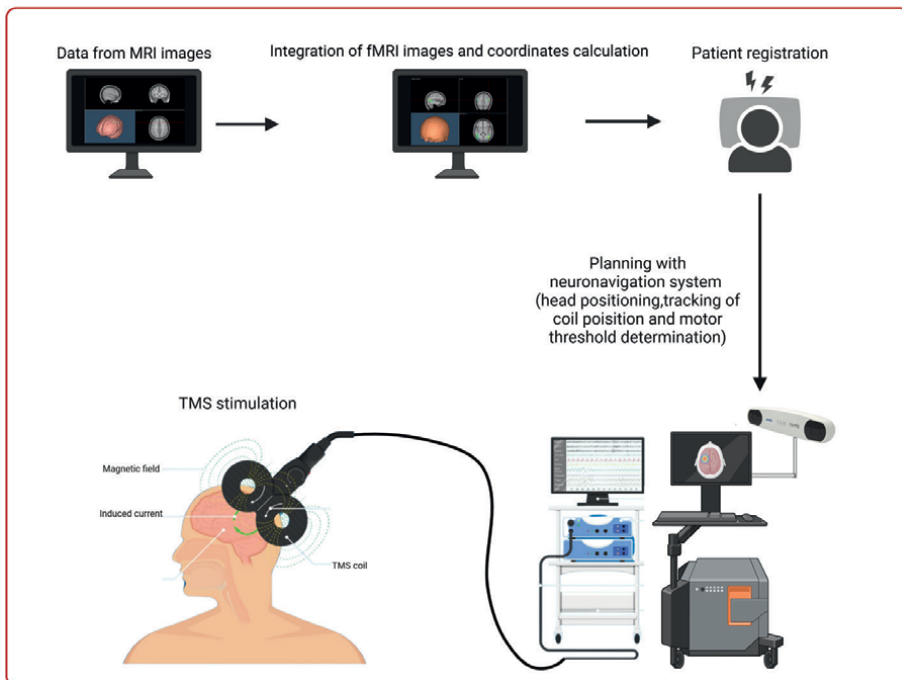 Data from MRI images
Integration of fMRI images and coordinates calculation
Patient registration
Planning with
neuronavigation system
(head positioning,tracking of
coil poisition and motor
threshold determination)
TMS stimulation
Magnetic field
Induced current
TMS coil